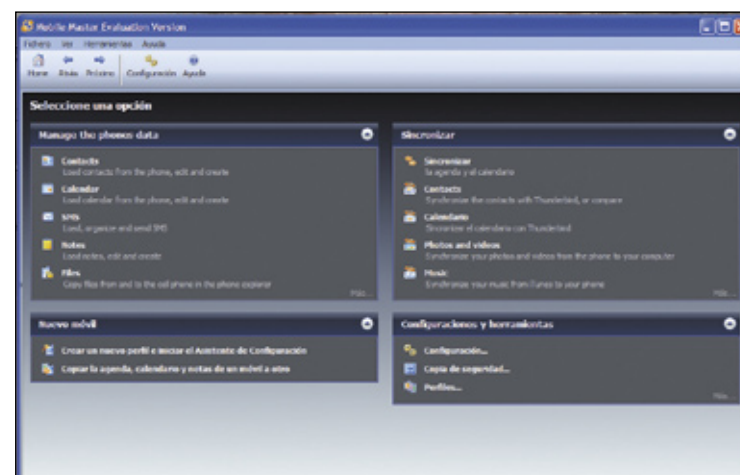 Mobile Master Evaluation Version
Fichero Ver Herramientas Ayuda
Home Atrás Próximo Configuración Ayuda
Seleccione una opción
Manage the phones data
Contacts
Load contacts from the phone, edit and create
Calendar
Load calendar from the phone, edit and create
SMS
Load, organize and send SMS
Notes
Load notes, edit and create
Files
Copy files from and to the cell phone in the phone explorer
Más...
Sincronizar
Sincronizar
la agenda y el calendario
Contacts
Synchronize the contacts with Thunderbird, or compare
Calendario
Sincronizar el calendario con Thunderbird
Photos and videos
Synchronize your photos and videos from the phone to your computer
Music
Synchronize your music from iTunes to your phone
Más...
Nuevo móvil
Crear un nuevo perfil e iniciar el Asistente de Configuración
Copiar la agenda, calendario y notas de un móvil a otro
Configuraciones y herramientas
Configuración...
Copia de seguridad...
Perfiles...
Más...